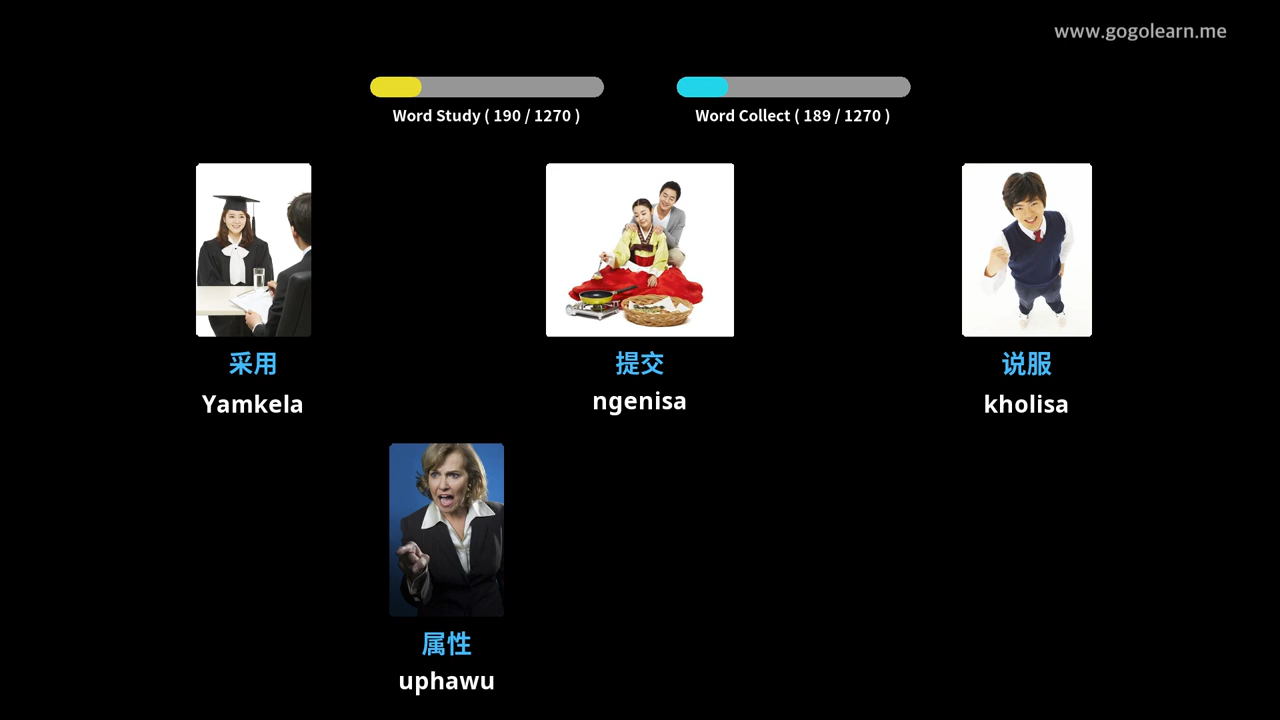 www.gogolearn.me
Word Study ( 190 / 1270 )
Word Collect ( 189 / 1270 )
采用
Yamkela
提交
ngenisa
说服
kholisa
属性
uphawu